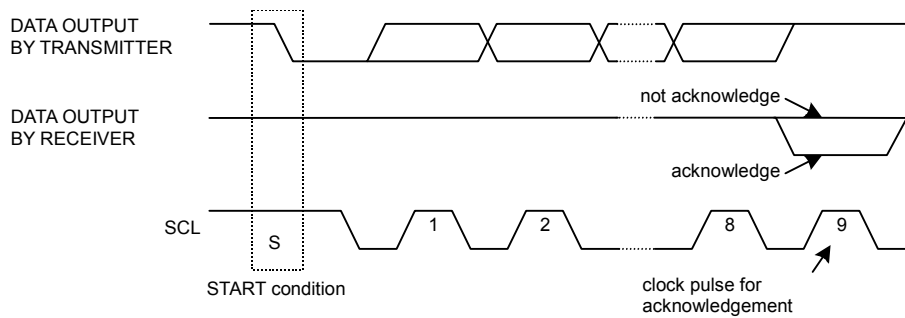 DATA OUTPUT
BY TRANSMITTER
not acknowledge
DATA OUTPUT
BY RECEIVER
acknowledge
SCL
S
1
2
8
9
START condition
clock pulse for
acknowledgement